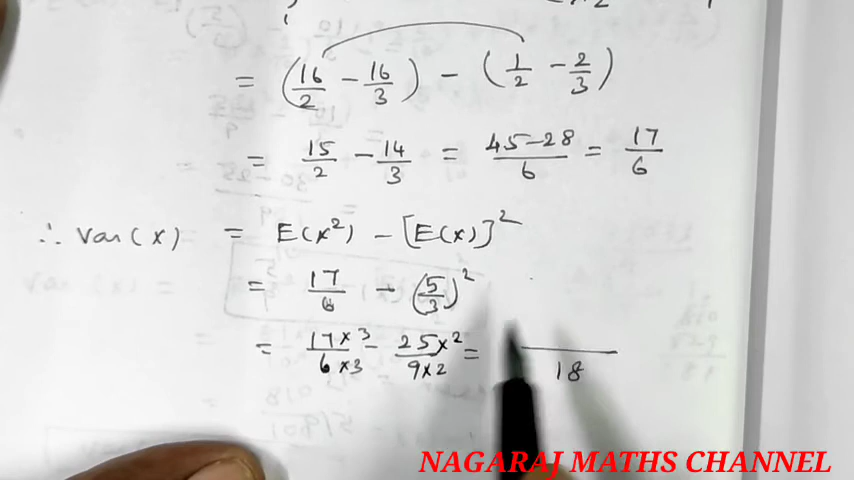 = (16/2 - 16/3) - (1/2 - 2/3)
= 15/2 - 14/3 = 45-28/6 = 17/6
∴ Var(x) = E(x²) - [E(x)]²
= 17/6 - (5/3)²
= 17×3/6×3 - 25×2/9×2 = /18
NAGARAJ MATHS CHANNEL